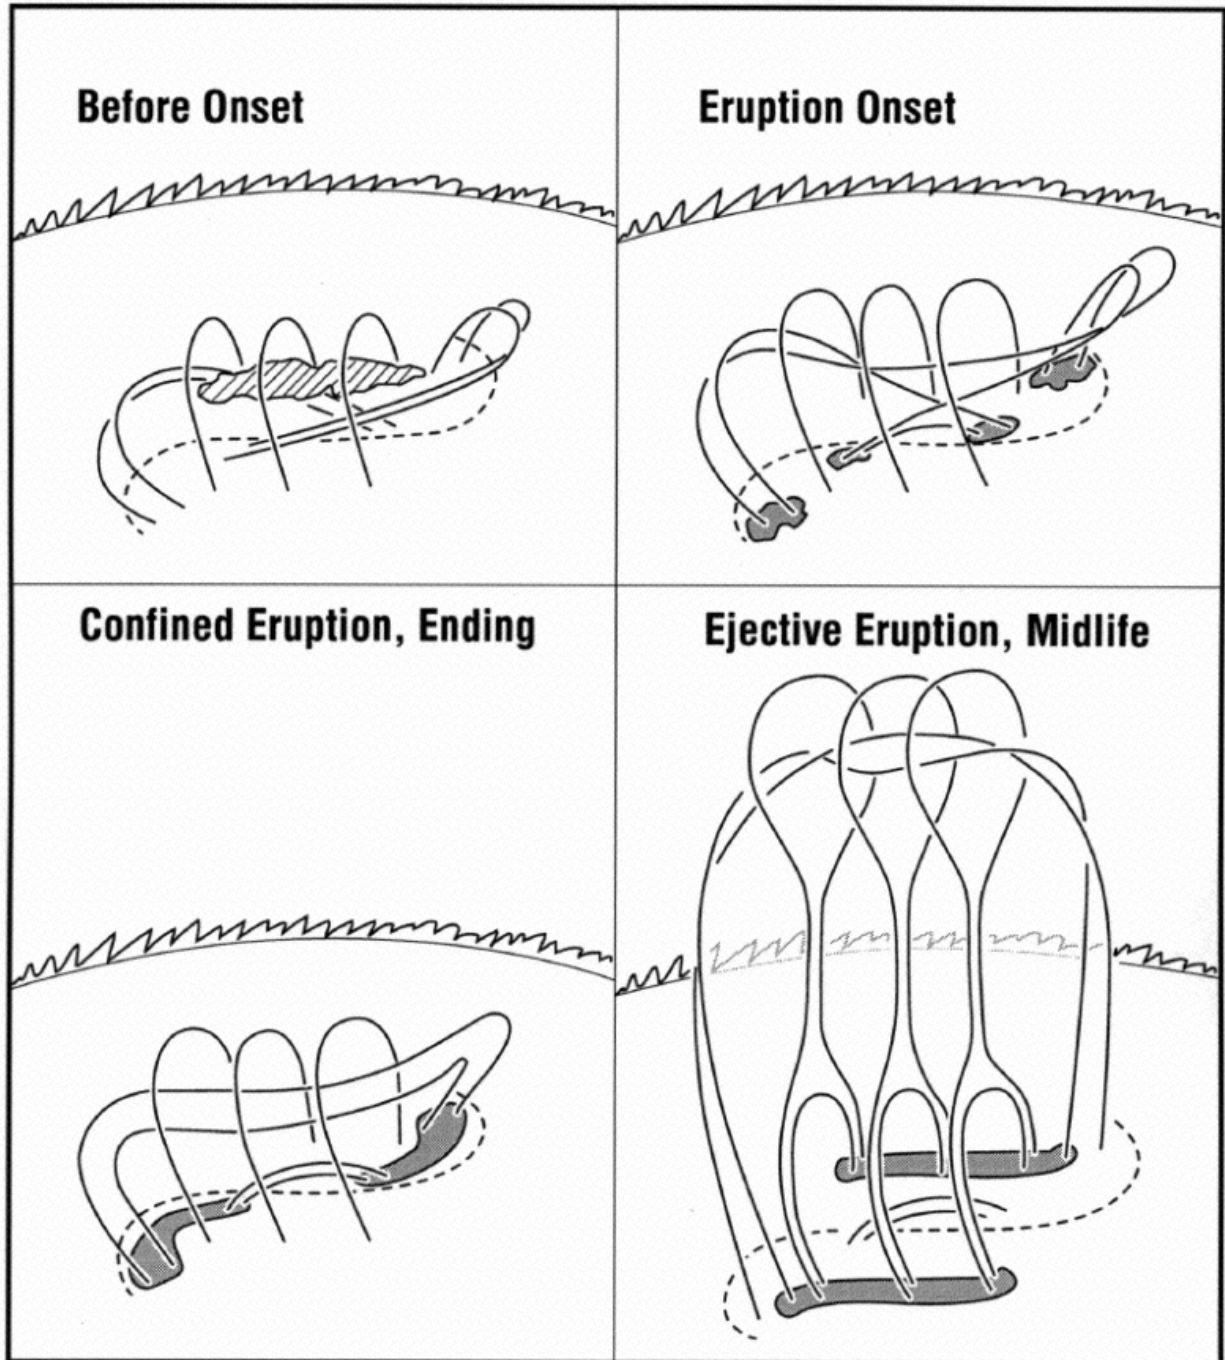 Before Onset
Eruption Onset
Confined Eruption, Ending
Ejective Eruption, Midlife